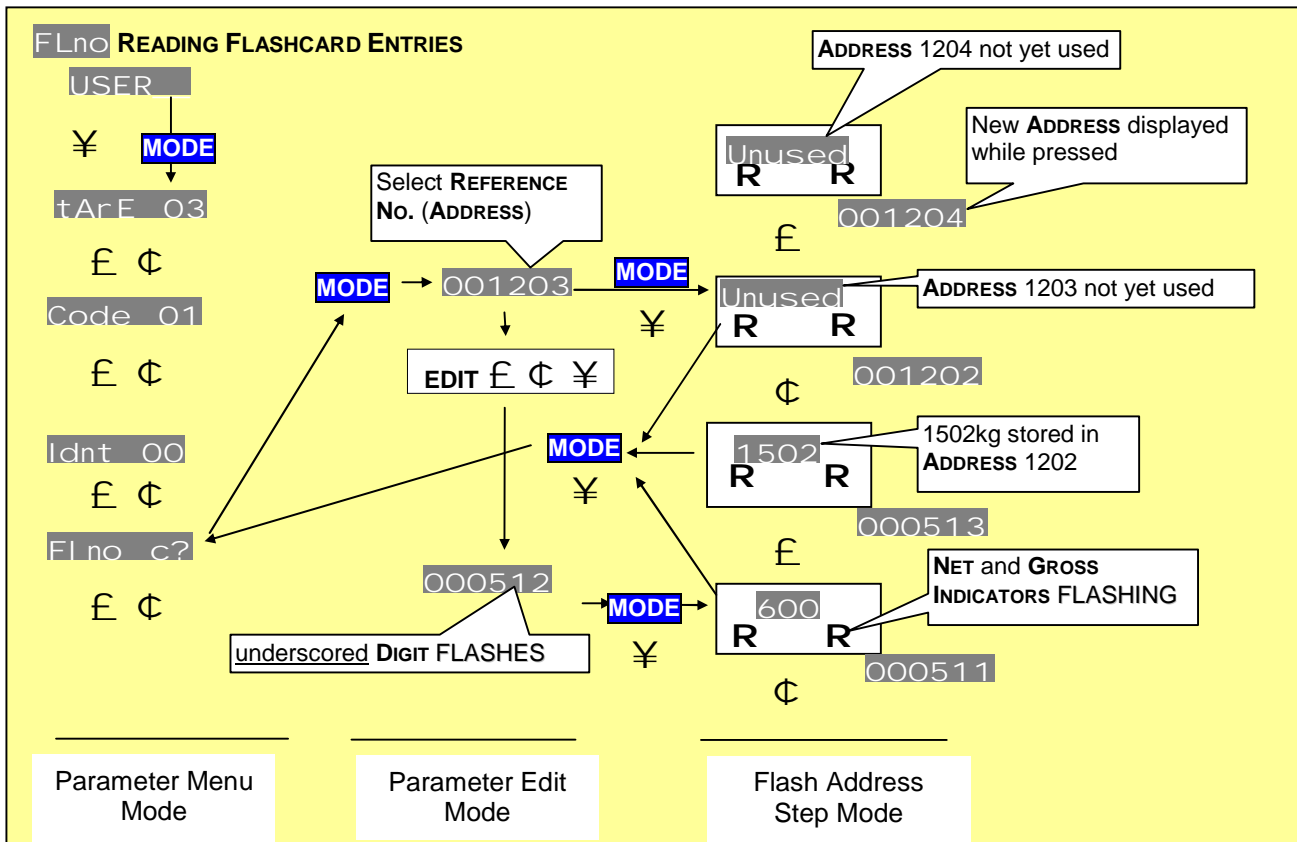 FLno READING FLASHCARD ENTRIES
USER
¥ MODE
tArE 03
£ ¢
Code 01
£ ¢
Idnt 00
£ ¢
Flno c?
£ ¢
Parameter Menu
Mode
Select REFERENCE
NO. (ADDRESS)
MODE
001203
MODE
¥
EDIT £ ¢ ¥
MODE
¥
000512
underscored DIGIT FLASHES
MODE
¥
Parameter Edit
Mode
ADDRESS 1204 not yet used
Unused
R R
New ADDRESS displayed
while pressed
001204
£
Unused
R R
ADDRESS 1203 not yet used
001202
¢
1502
R R
1502kg stored in
ADDRESS 1202
000513
£
600
R R
NET and GROSS
INDICATORS FLASHING
000511
¢
Flash Address
Step Mode